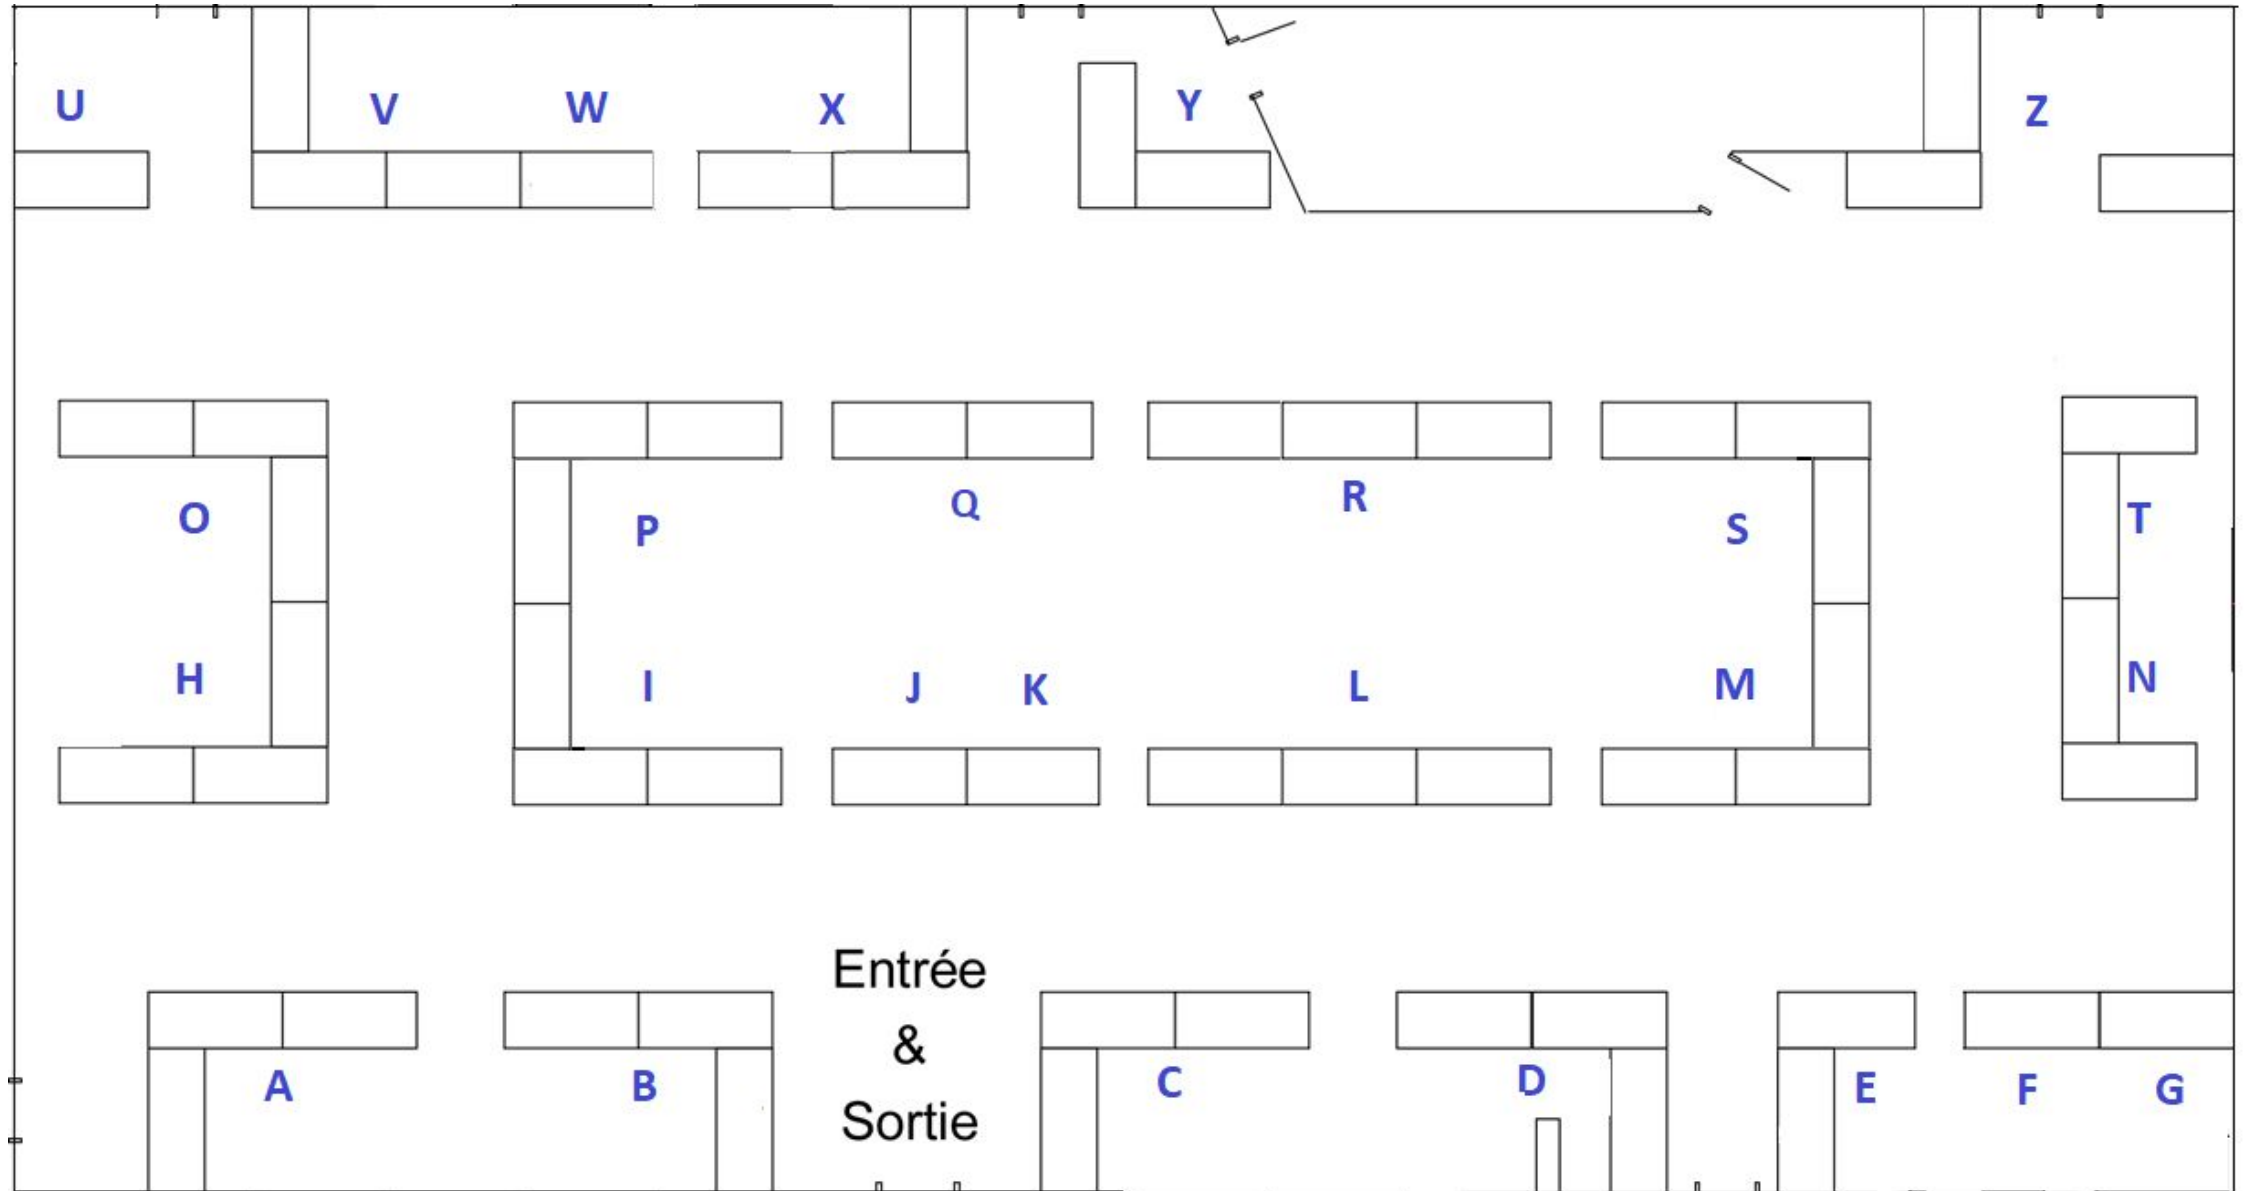 U V W X Y Z
O P Q R S T
H I J K L M N
Entrée
&
Sortie
A B C D E F G